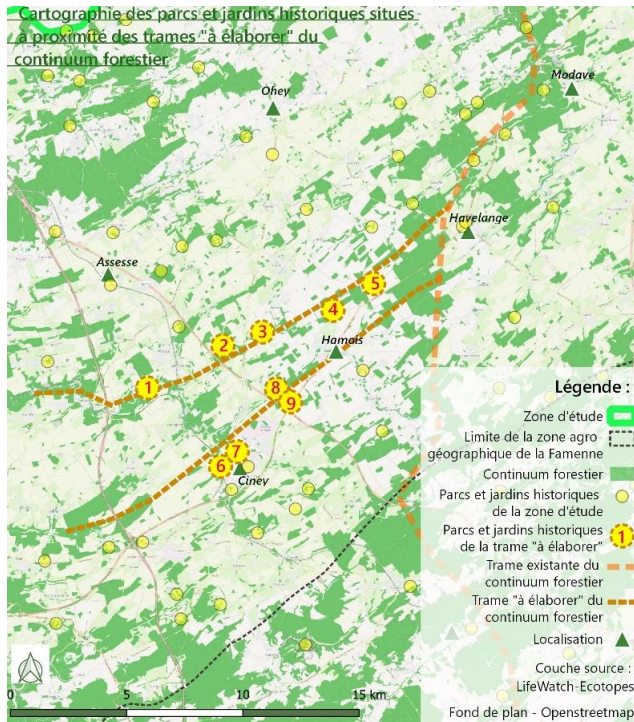 Cartographie des parcs et jardins historiques situés
à proximité des trames "à élaborer" du
continuum forestier
Modave
Ohey
Havelange
Assesse
5
4
3
2
Hamois
1
8
9
7
6
Ciney
Légende :
Zone d'étude
Limite de la zone agro
géographique de la Famenne
Continuum forestier
Parcs et jardins historiques
de la zone d'étude
Parcs et jardins historiques
de la trame "à élaborer"
1
Trame existante du
continuum forestier
Trame "à élaborer" du
continuum forestier
Localisation
Couche source :
LifeWatch-Ecotopes
Fond de plan - Openstreetmap
0 5 10 15 km